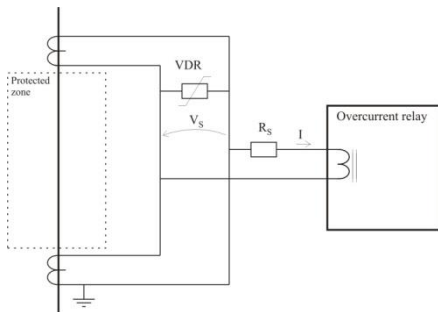 Protected
zone
VDR
V_S
R_S
I
Overcurrent relay